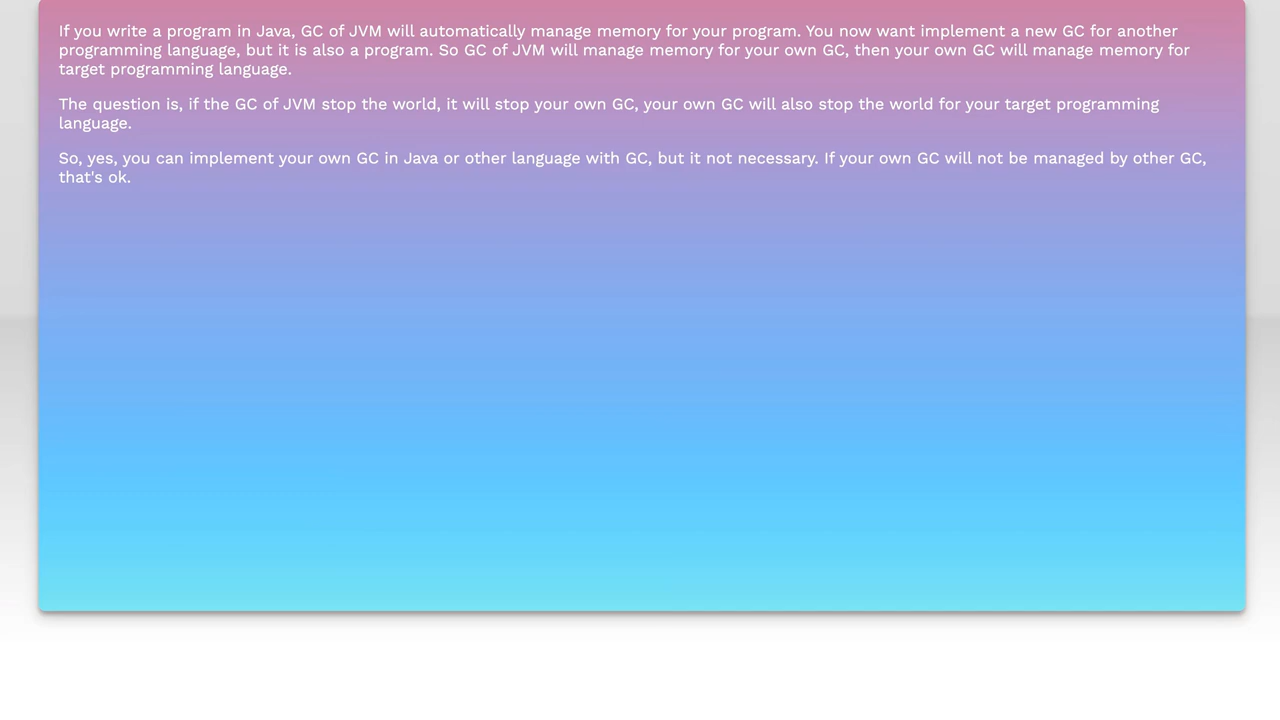 If you write a program in Java, GC of JVM will automatically manage memory for your program. You now want implement a new GC for another
programming language, but it is also a program. So GC of JVM will manage memory for your own GC, then your own GC will manage memory for
target programming language.
The question is, if the GC of JVM stop the world, it will stop your own GC, your own GC will also stop the world for your target programming
language.
So, yes, you can implement your own GC in Java or other language with GC, but it not necessary. If your own GC will not be managed by other GC,
that's ok.